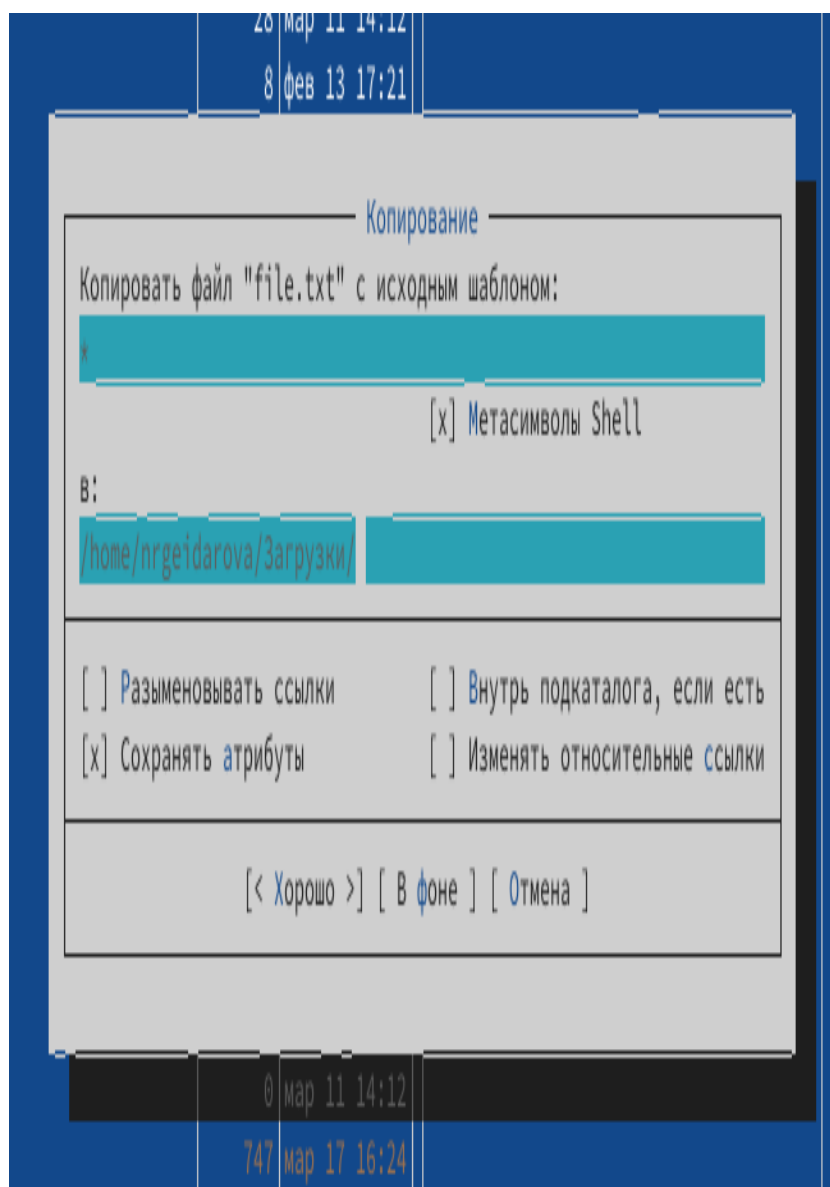 28 мар 11 14:12
8 фев 13 17:21
Копирование
Копировать файл "file.txt" с исходным шаблоном:
*
[x] Метасимволы Shell
в:
/home/nrgeidarova/Загрузки/
[ ] Разыменовывать ссылки [ ] Внутрь подкаталога, если есть
[x] Сохранять атрибуты [ ] Изменять относительные ссылки
[< Хорошо >] [ В фоне ] [ Отмена ]
0 мар 11 14:12
747 мар 17 16:24